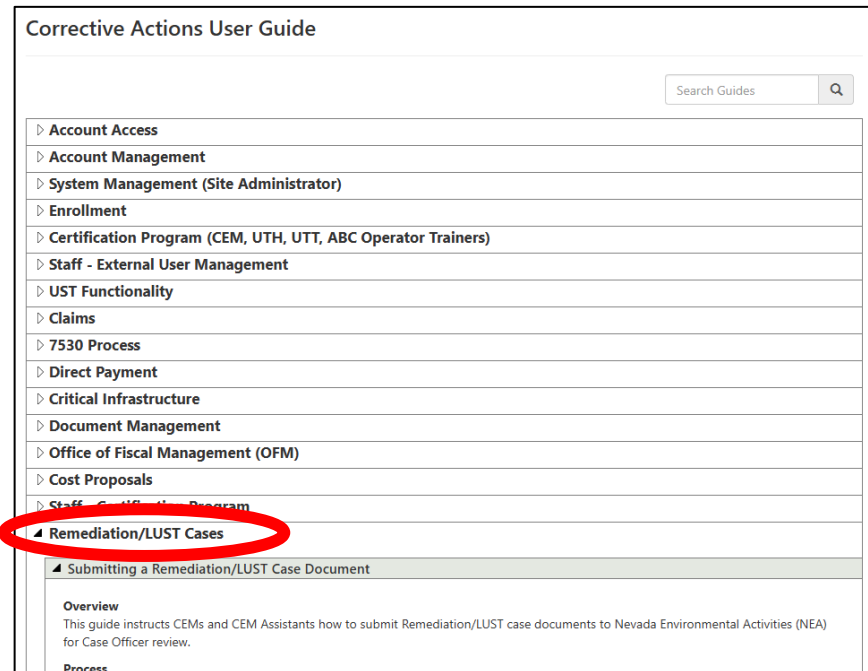 Corrective Actions User Guide
Search Guides
Account Access
Account Management
System Management (Site Administrator)
Enrollment
Certification Program (CEM, UTH, UTT, ABC Operator Trainers)
Staff - External User Management
UST Functionality
Claims
7530 Process
Direct Payment
Critical Infrastructure
Document Management
Office of Fiscal Management (OFM)
Cost Proposals
Staff - Certification Program
Remediation/LUST Cases
Submitting a Remediation/LUST Case Document
Overview
This guide instructs CEMs and CEM Assistants how to submit Remediation/LUST case documents to Nevada Environmental Activities (NEA)
for Case Officer review.
Process